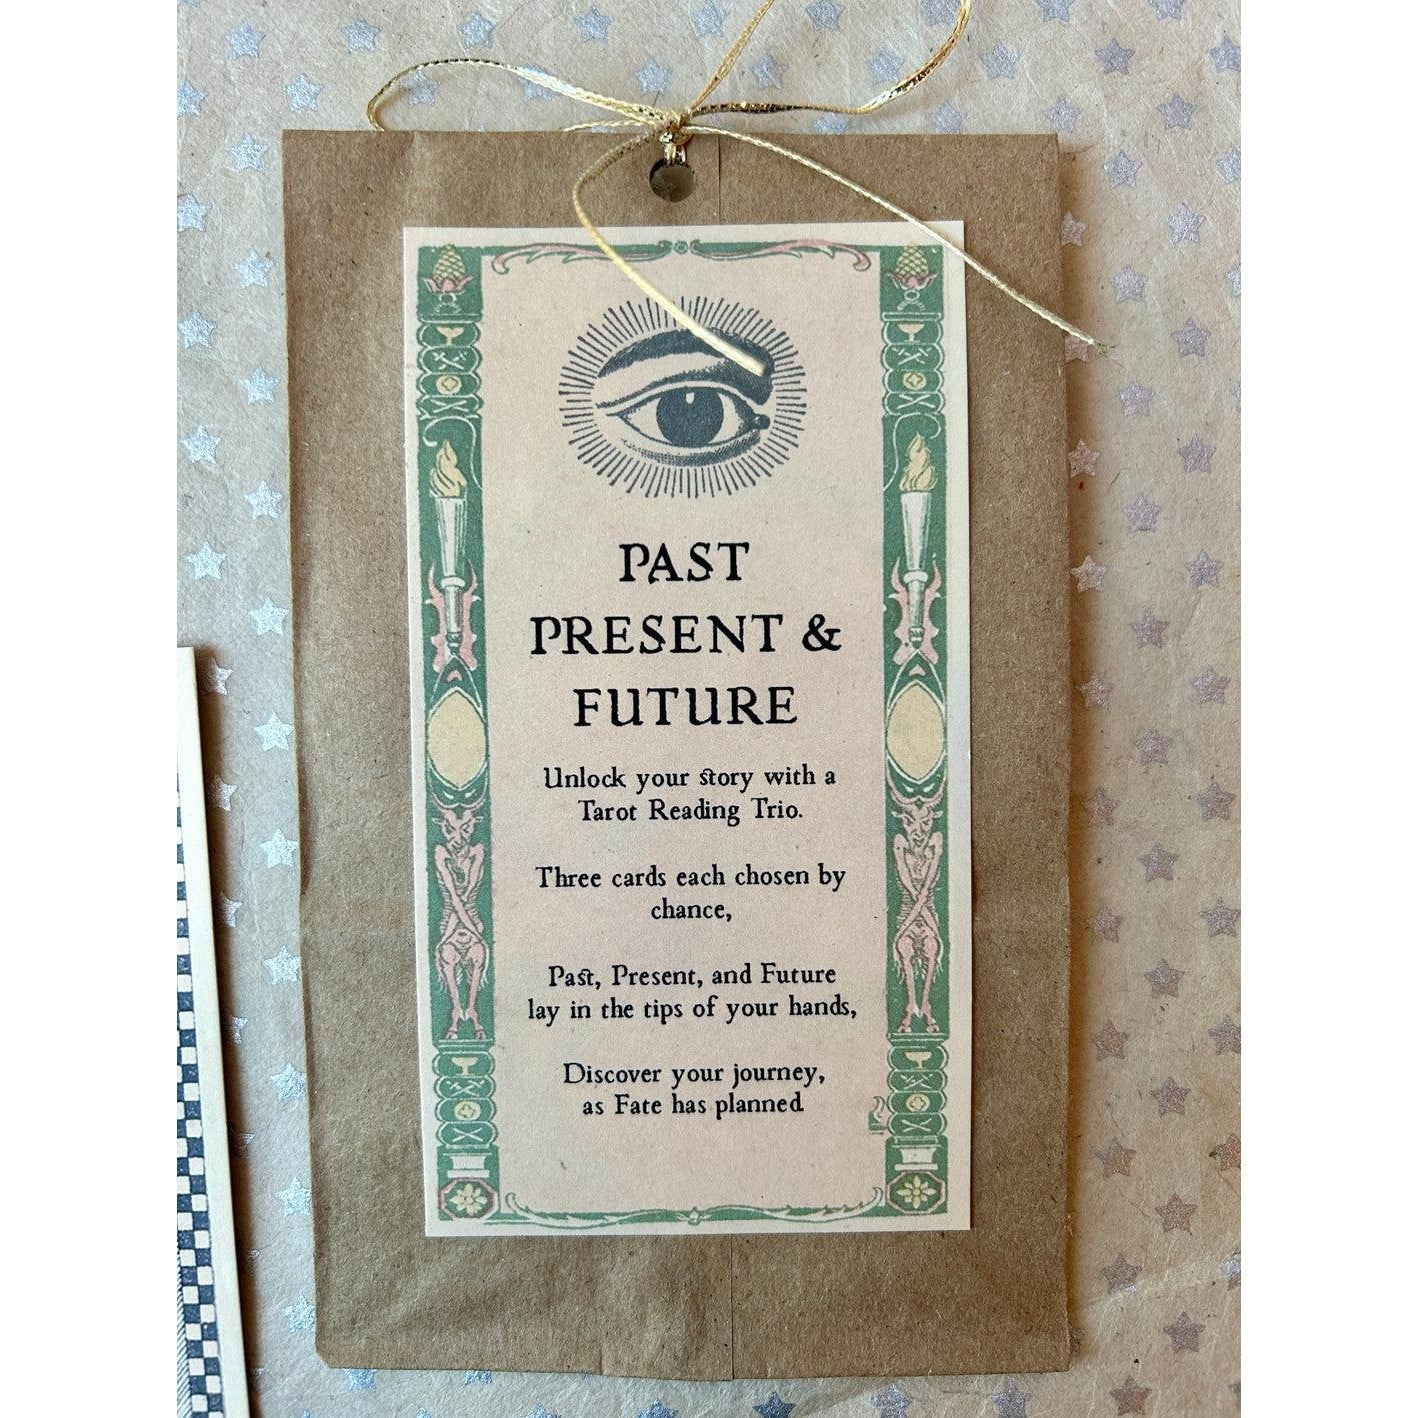 PAST
PRESENT &
FUTURE
Unlock your story with a
Tarot Reading Trio.
Three cards each chosen by
chance,
Past, Present, and Future
lay in the tips of your hands,
Discover your journey,
as Fate has planned